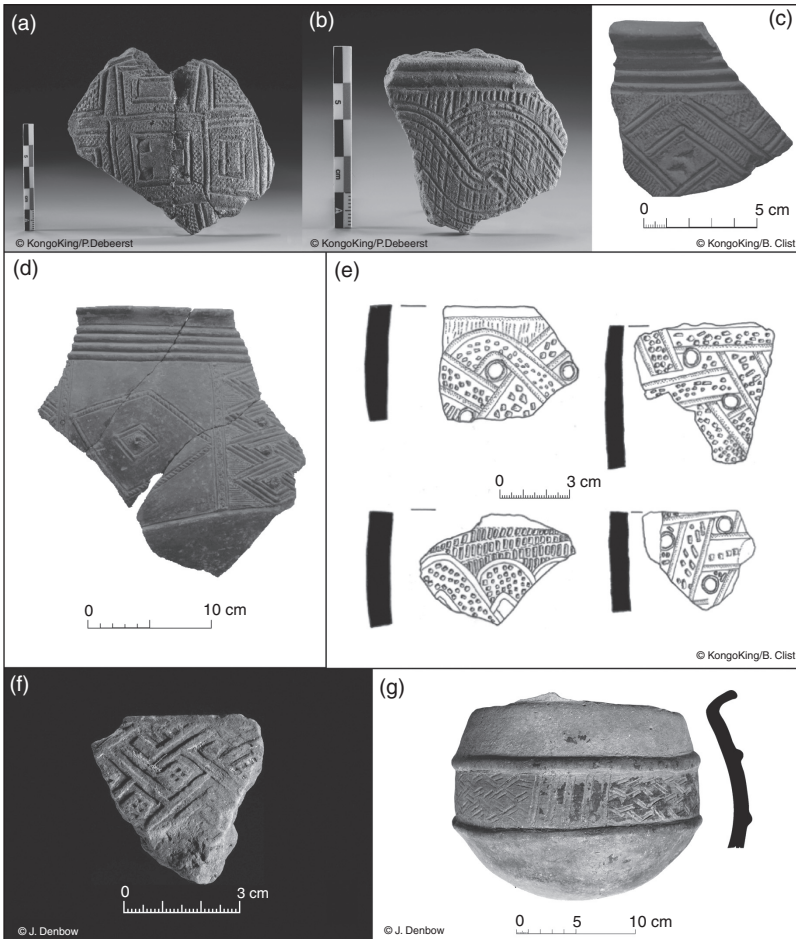 (a)
© KongoKing/P.Debeerst
(b)
5
cm
© KongoKing/P.Debeerst
(c)
0 5 cm
© KongoKing/B. Clist
(d)
0 10 cm
(e)
0 3 cm
© KongoKing/B. Clist
(f)
0 3 cm
© J. Denbow
(g)
0 5 10 cm
© J. Denbow